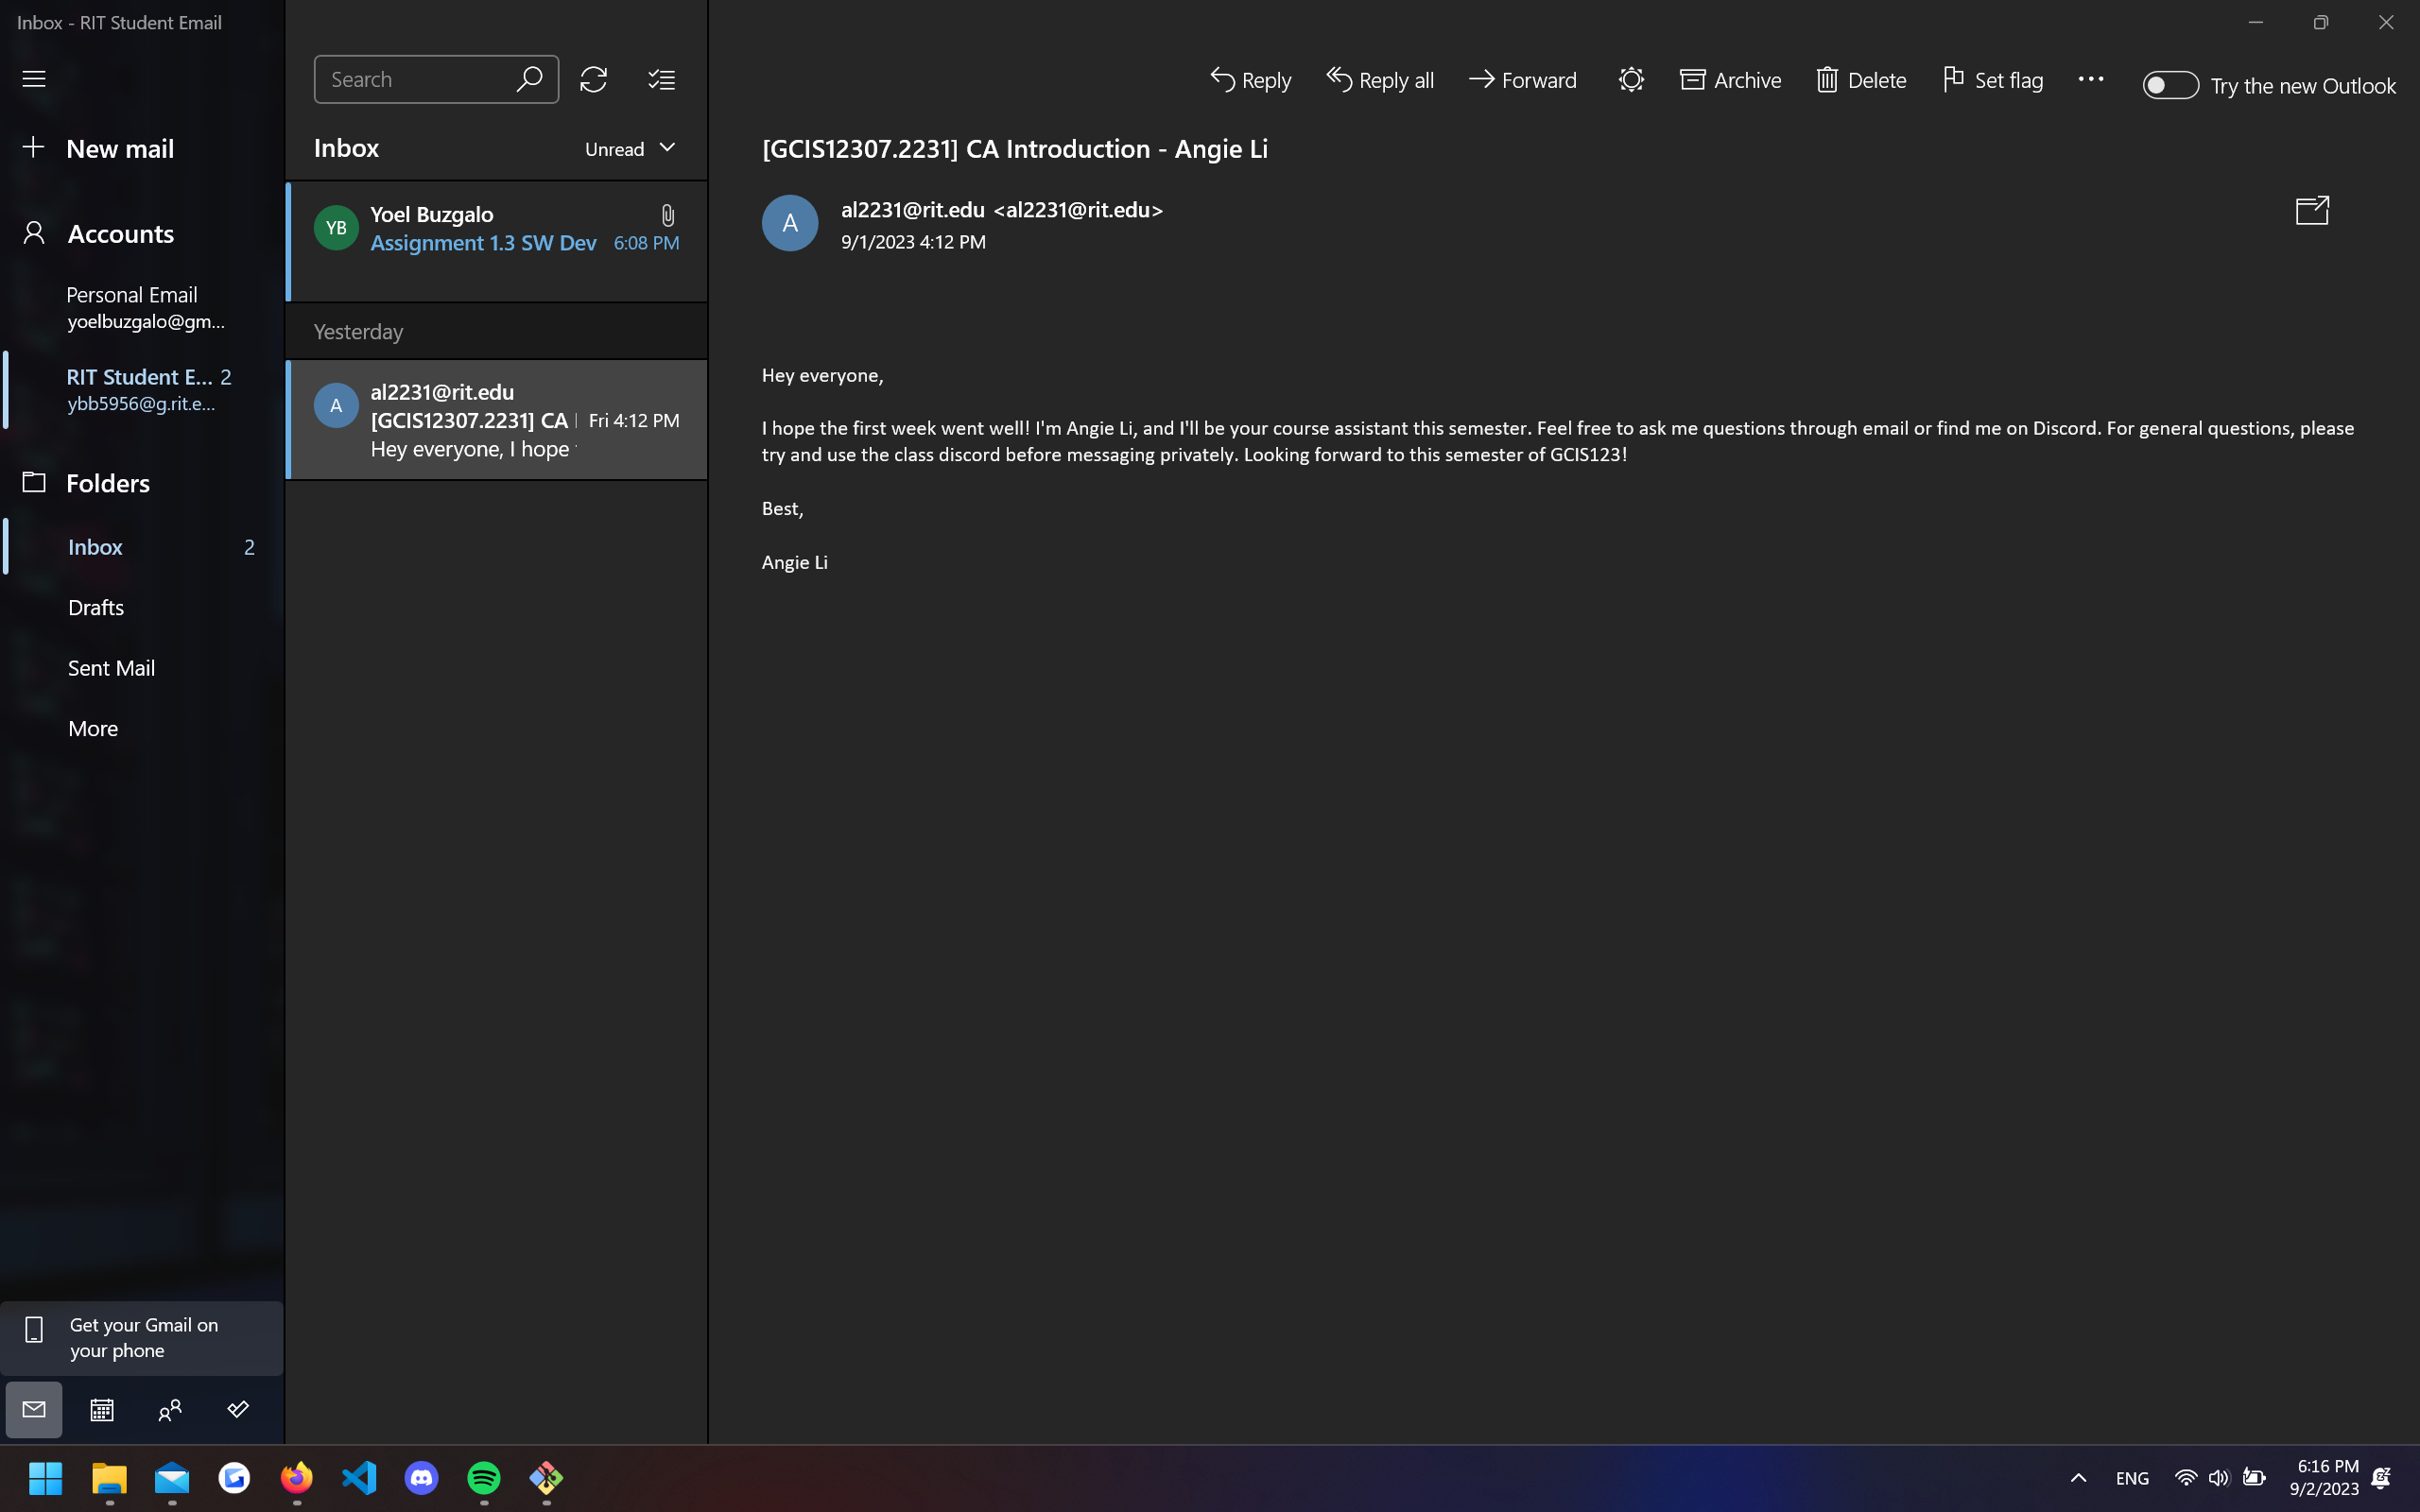 Inbox - RIT Student Email
New mail
Accounts
Personal Email
yoelbuzgalo@gm...
RIT Student E... 2
ybb5956@g.rit.e...
Folders
Inbox 2
Drafts
Sent Mail
More
Get your Gmail on
your phone
Search
Inbox Unread
YB
Yoel Buzgalo
Assignment 1.3 SW Dev 6:08 PM
Yesterday
A
al2231@rit.edu
[GCIS12307.2231] CA Fri 4:12 PM
Hey everyone, I hope
Reply Reply all Forward Archive Delete Set flag ... Try the new Outlook
[GCIS12307.2231] CA Introduction - Angie Li
A
al2231@rit.edu <al2231@rit.edu>
9/1/2023 4:12 PM
Hey everyone,
I hope the first week went well! I'm Angie Li, and I'll be your course assistant this semester. Feel free to ask me questions through email or find me on Discord. For general questions, please
try and use the class discord before messaging privately. Looking forward to this semester of GCIS123!
Best,
Angie Li
ENG
6:16 PM
9/2/2023